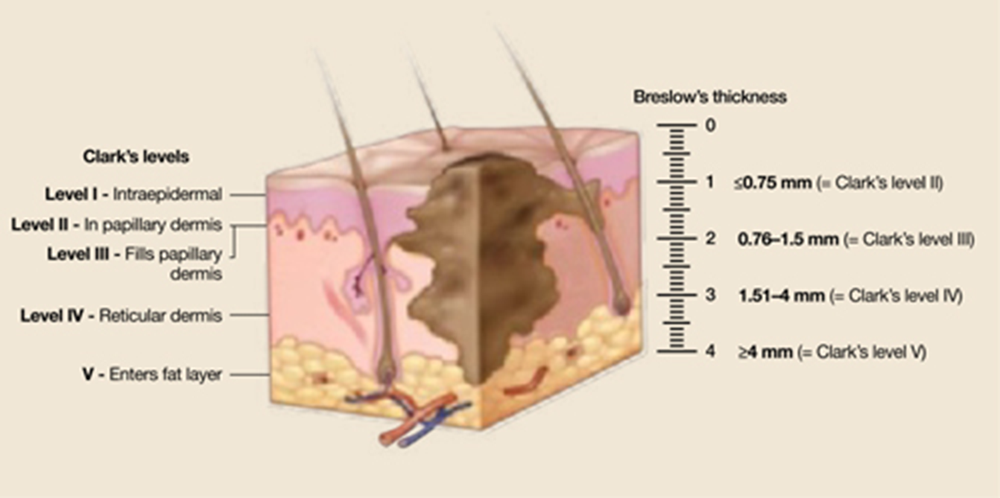 Clark's levels
Level I - Intraepidermal
Level II - In papillary dermis
Level III - Fills papillary
dermis
Level IV - Reticular dermis
V - Enters fat layer
Breslow's thickness
0
1 ≤0.75 mm (= Clark's level II)
2 0.76–1.5 mm (= Clark's level III)
3 1.51–4 mm (= Clark's level IV)
4 ≥4 mm (= Clark's level V)